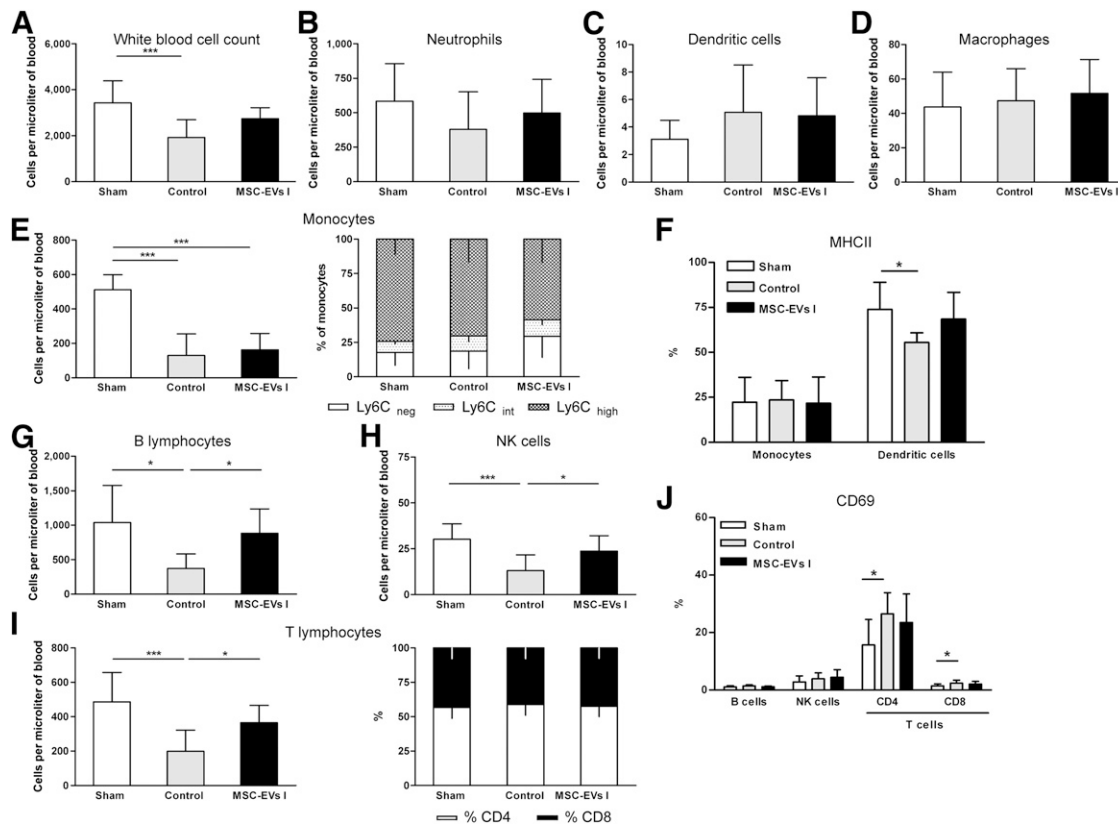 A
White blood cell count
Cells per microliter of blood
6,000
4,000
2,000
0
***
Sham
Control
MSC-EVs I
B
Neutrophils
Cells per microliter of blood
1,000
750
500
250
0
Sham
Control
MSC-EVs I
C
Dendritic cells
Cells per microliter of blood
10
8
6
4
2
0
Sham
Control
MSC-EVs I
D
Macrophages
Cells per microliter of blood
80
60
40
20
0
Sham
Control
MSC-EVs I
E
Monocytes
Cells per microliter of blood
800
600
400
200
0
***
***
Sham
Control
MSC-EVs I
% of monocytes
100
75
50
25
0
Sham
Control
MSC-EVs I
Ly6C neg
Ly6C int
Ly6C high
F
MHCII
%
100
75
50
25
0
Sham
Control
MSC-EVs I
*
Monocytes
Dendritic cells
G
B lymphocytes
Cells per microliter of blood
2,000
1,500
1,000
500
0
*
*
Sham
Control
MSC-EVs I
H
NK cells
Cells per microliter of blood
75
50
25
0
***
*
Sham
Control
MSC-EVs I
I
T lymphocytes
Cells per microliter of blood
800
600
400
200
0
***
*
Sham
Control
MSC-EVs I
%
100
75
50
25
0
Sham
Control
MSC-EVs I
% CD4
% CD8
J
CD69
%
60
40
20
0
Sham
Control
MSC-EVs I
*
*
B cells
NK cells
CD4
CD8
T cells